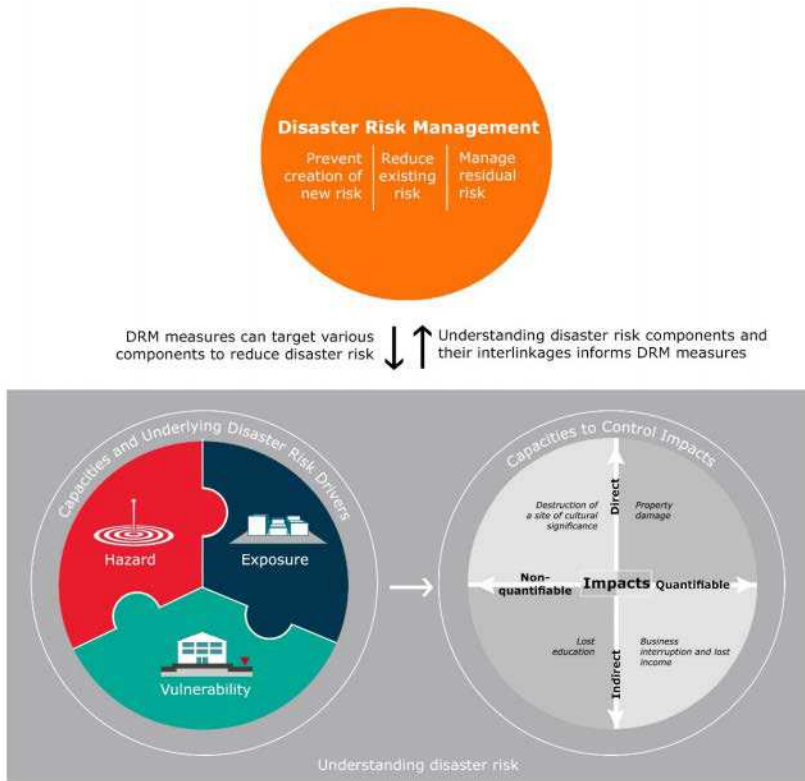 Disaster Risk Management
Prevent
creation of
new risk
Reduce
existing
risk
Manage
residual
risk
DRM measures can target various
components to reduce disaster risk
Understanding disaster risk components and
their interlinkages informs DRM measures
Capacities and Underlying Disaster Risk Drivers
Hazard
Exposure
Vulnerability
Capacities to Control Impacts
Direct
Destruction of
a site of cultural
significance
Property
damage
Non-
quantifiable
Impacts
Quantifiable
Lost
education
Business
interruption and lost
income
Indirect
Understanding disaster risk